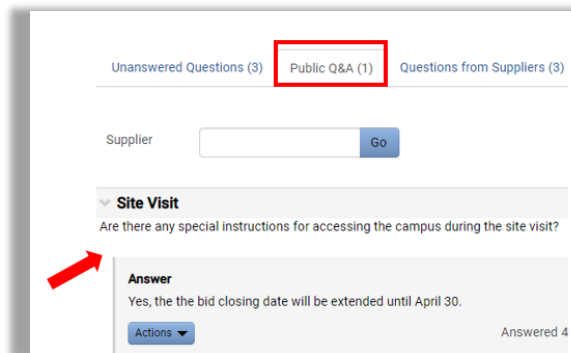 Unanswered Questions (3) Public Q&A (1) Questions from Suppliers (3)
Supplier Go
Site Visit
Are there any special instructions for accessing the campus during the site visit?
Answer
Yes, the the bid closing date will be extended until April 30.
Actions Answered 4